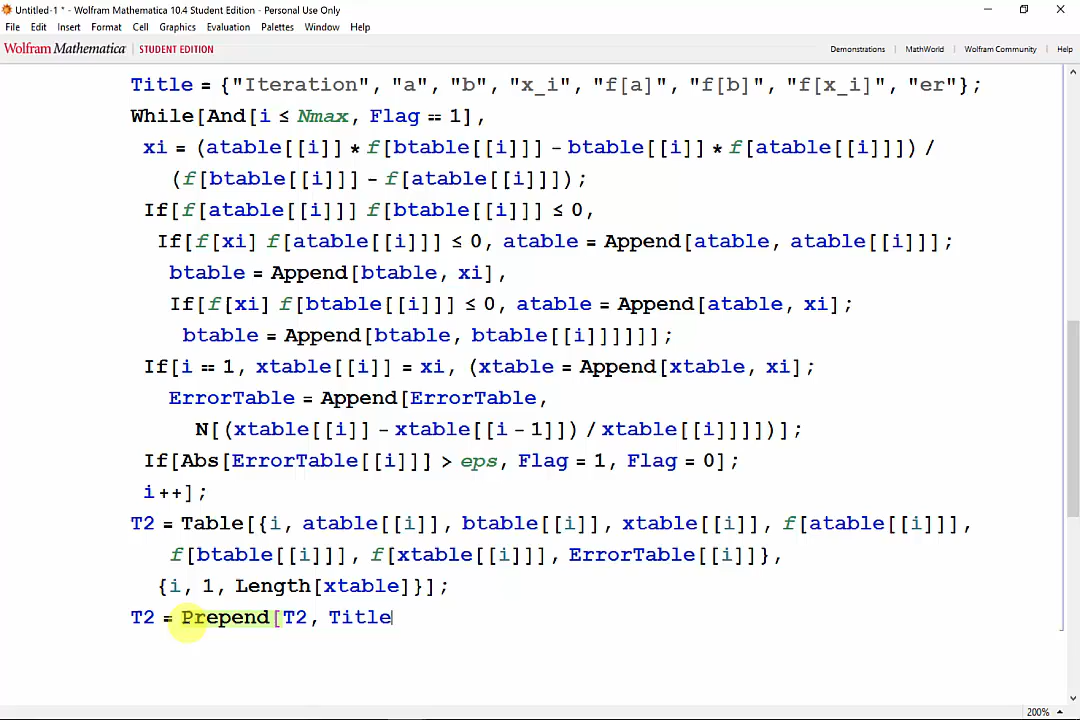 Untitled-1 * - Wolfram Mathematica 10.4 Student Edition - Personal Use Only
File Edit Insert Format Cell Graphics Evaluation Palettes Window Help
Wolfram Mathematica | STUDENT EDITION Demonstrations MathWorld Wolfram Community Help
Title = {"Iteration", "a", "b", "x_i", "f[a]", "f[b]", "f[x_i]", "er"};
While[And[i ≤ Nmax, Flag == 1],
xi = (atable[[i]] * f[btable[[i]]] - btable[[i]] * f[atable[[i]]]) /
(f[btable[[i]]] - f[atable[[i]]]);
If[f[atable[[i]]] f[btable[[i]]] ≤ 0,
If[f[xi] f[atable[[i]]] ≤ 0, atable = Append[atable, atable[[i]]];
btable = Append[btable, xi],
If[f[xi] f[btable[[i]]] ≤ 0, atable = Append[atable, xi];
btable = Append[btable, btable[[i]]]]]];
If[i == 1, xtable[[i]] = xi, (xtable = Append[xtable, xi];
ErrorTable = Append[ErrorTable,
N[(xtable[[i]] - xtable[[i - 1]]) / xtable[[i]]]])];
If[Abs[ErrorTable[[i]]] > eps, Flag = 1, Flag = 0];
i++];
T2 = Table[{i, atable[[i]], btable[[i]], xtable[[i]], f[atable[[i]]],
f[btable[[i]]], f[xtable[[i]]], ErrorTable[[i]]},
{i, 1, Length[xtable]}];
T2 = Prepend[T2, Title
200%